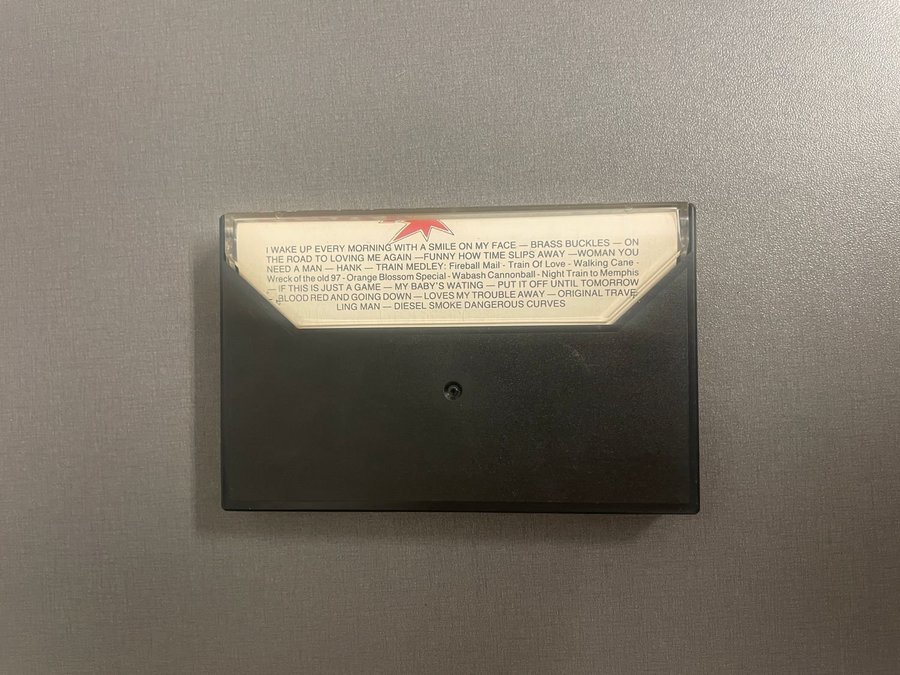 I WAKE UP EVERY MORNING WITH A SMILE ON MY FACE — BRASS BUCKLES — ON
THE ROAD TO LOVING ME AGAIN —FUNNY HOW TIME SLIPS AWAY —WOMAN YOU
NEED A MAN — HANK — TRAIN MEDLEY: Fireball Mail - Train Of Love - Walking Cane -
Wreck of the old 97 - Orange Blossom Special - Wabash Cannonball - Night Train to Memphis
— IF THIS IS JUST A GAME — MY BABY'S WATING — PUT IT OFF UNTIL TOMORROW
— BLOOD RED AND GOING DOWN — LOVES MY TROUBLE AWAY — ORIGINAL TRAVE-
LING MAN — DIESEL SMOKE DANGEROUS CURVES